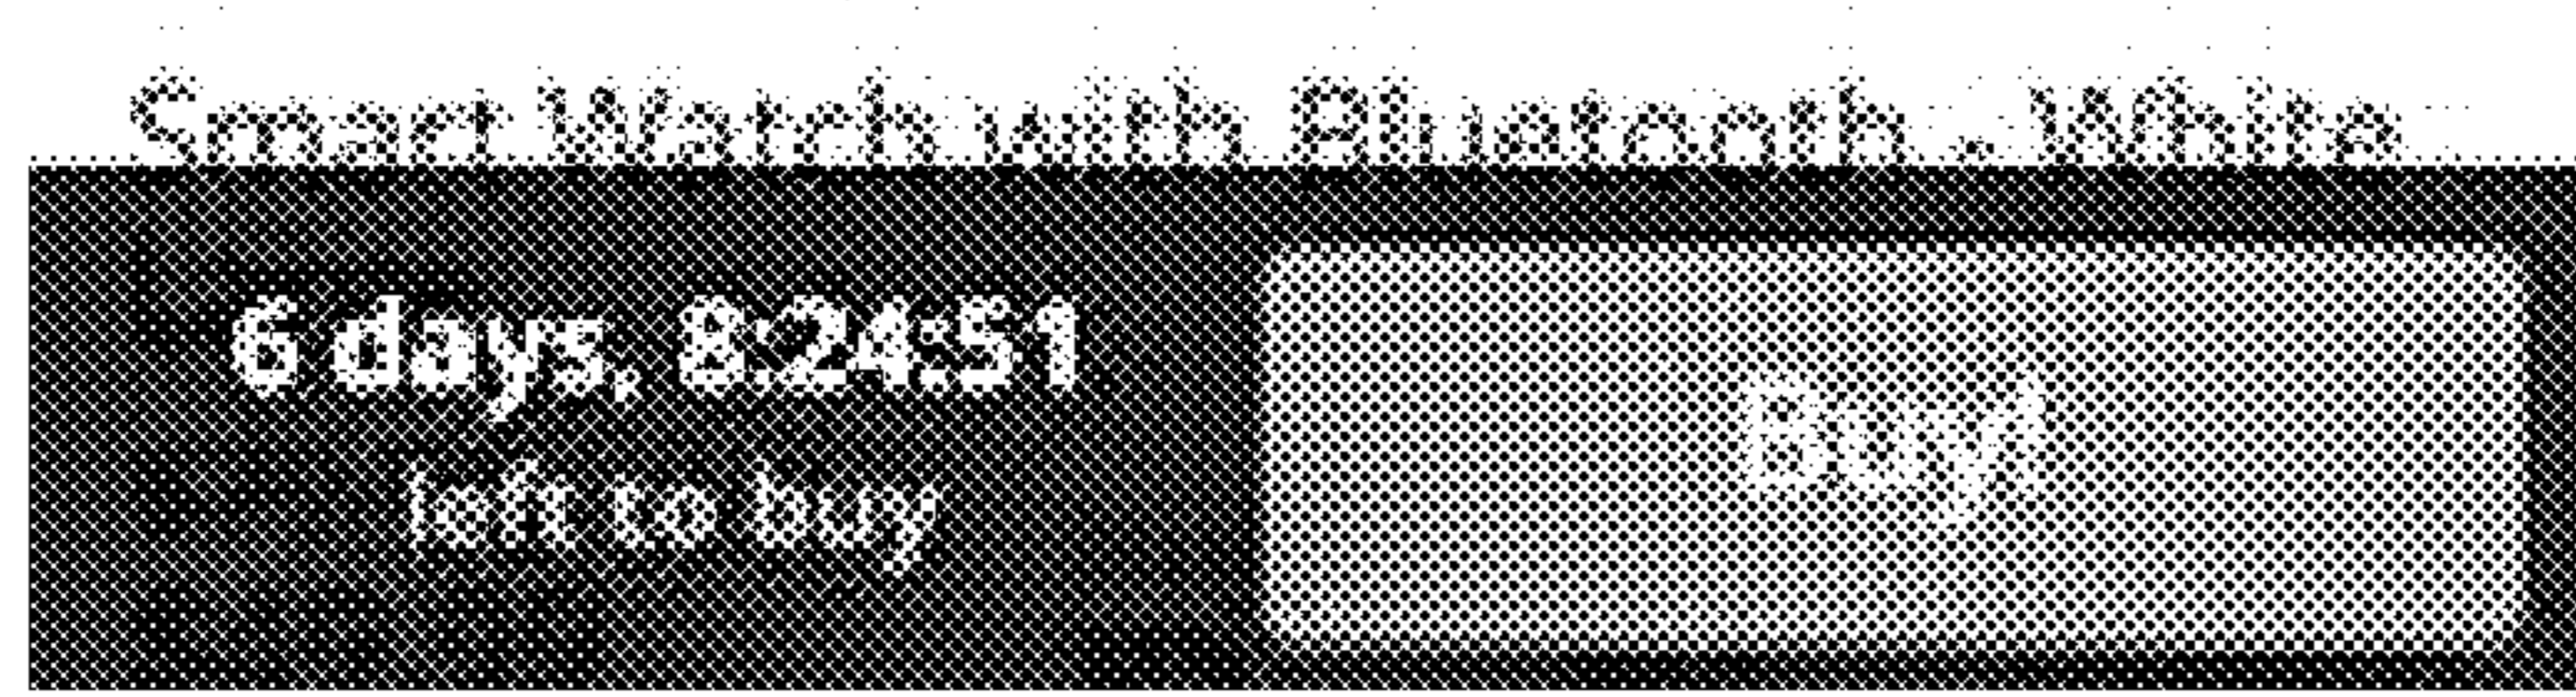 Smart Watch with Bluetooth - White
6 days, 8:24:51
left to buy
Buy!